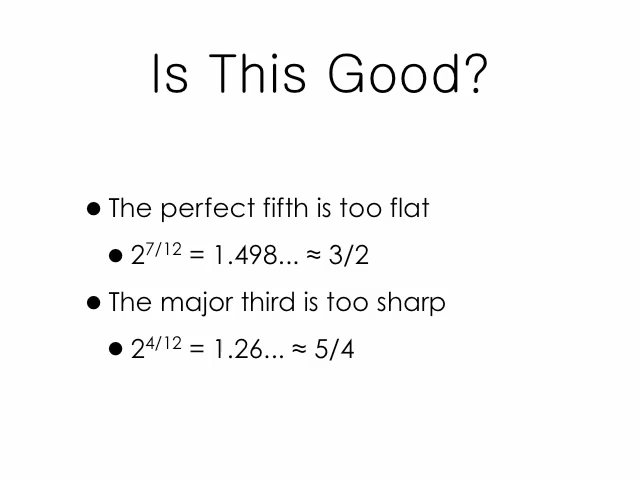 Is This Good?
● The perfect fifth is too flat
● 2^7/12 = 1.498... ≈ 3/2
● The major third is too sharp
● 2^4/12 = 1.26... ≈ 5/4